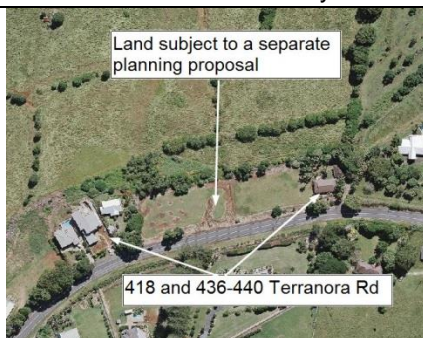 Land subject to a separate
planning proposal
418 and 436-440 Terranora Rd